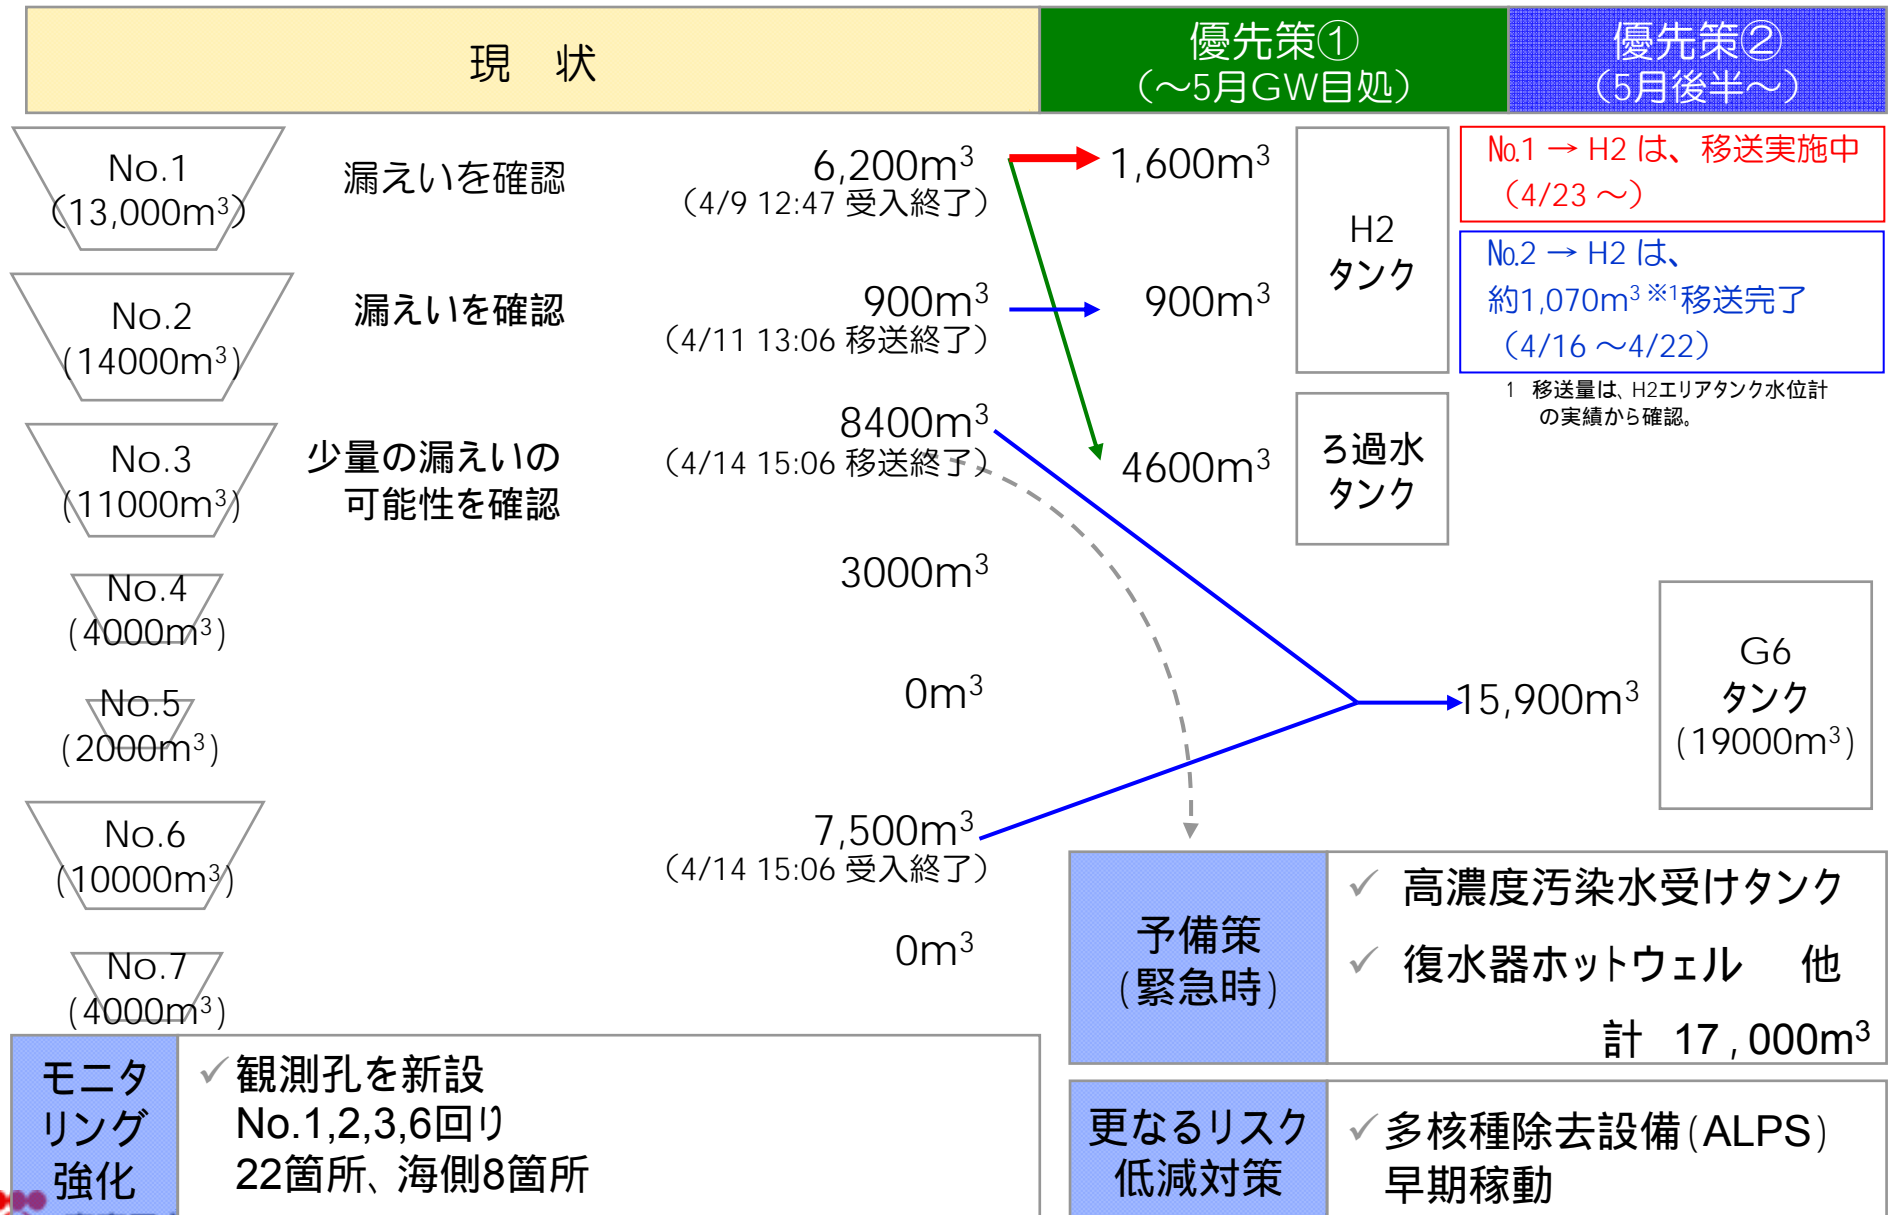 現 状
優先策①
（～5月GW目処）
優先策②
（5月後半～）
No.1
（13,000m³）
漏えいを確認
6,200m³
（4/9 12:47 受入終了）
1,600m³
H2
タンク
№1 → H2 は、移送実施中
（4/23 ～）
No.2
(14000m³)
漏えいを確認
900m³
（4/11 13:06 移送終了）
900m³
№2 → H2 は、
約1,070m³ ※1移送完了
（4/16 ～4/22）
1 移送量は、H2エリアタンク水位計
の実績から確認。
No.3
(11000m³)
少量の漏えいの
可能性を確認
8400m³
（4/14 15:06 移送終了）
4600m³
ろ過水
タンク
No.4
(4000m³)
3000m³
No.5
(2000m³)
0m³
15,900m³
G6
タンク
(19000m³)
No.6
(10000m³)
7,500m³
（4/14 15:06 受入終了）
No.7
(4000m³)
0m³
予備策
(緊急時)
✓ 高濃度汚染水受けタンク
✓ 復水器ホットウェル 他
計 17,000m³
モニタ
リング
強化
✓観測孔を新設
No.1,2,3,6回り
22箇所、海側8箇所
更なるリスク
低減対策
✓多核種除去設備(ALPS)
早期稼動